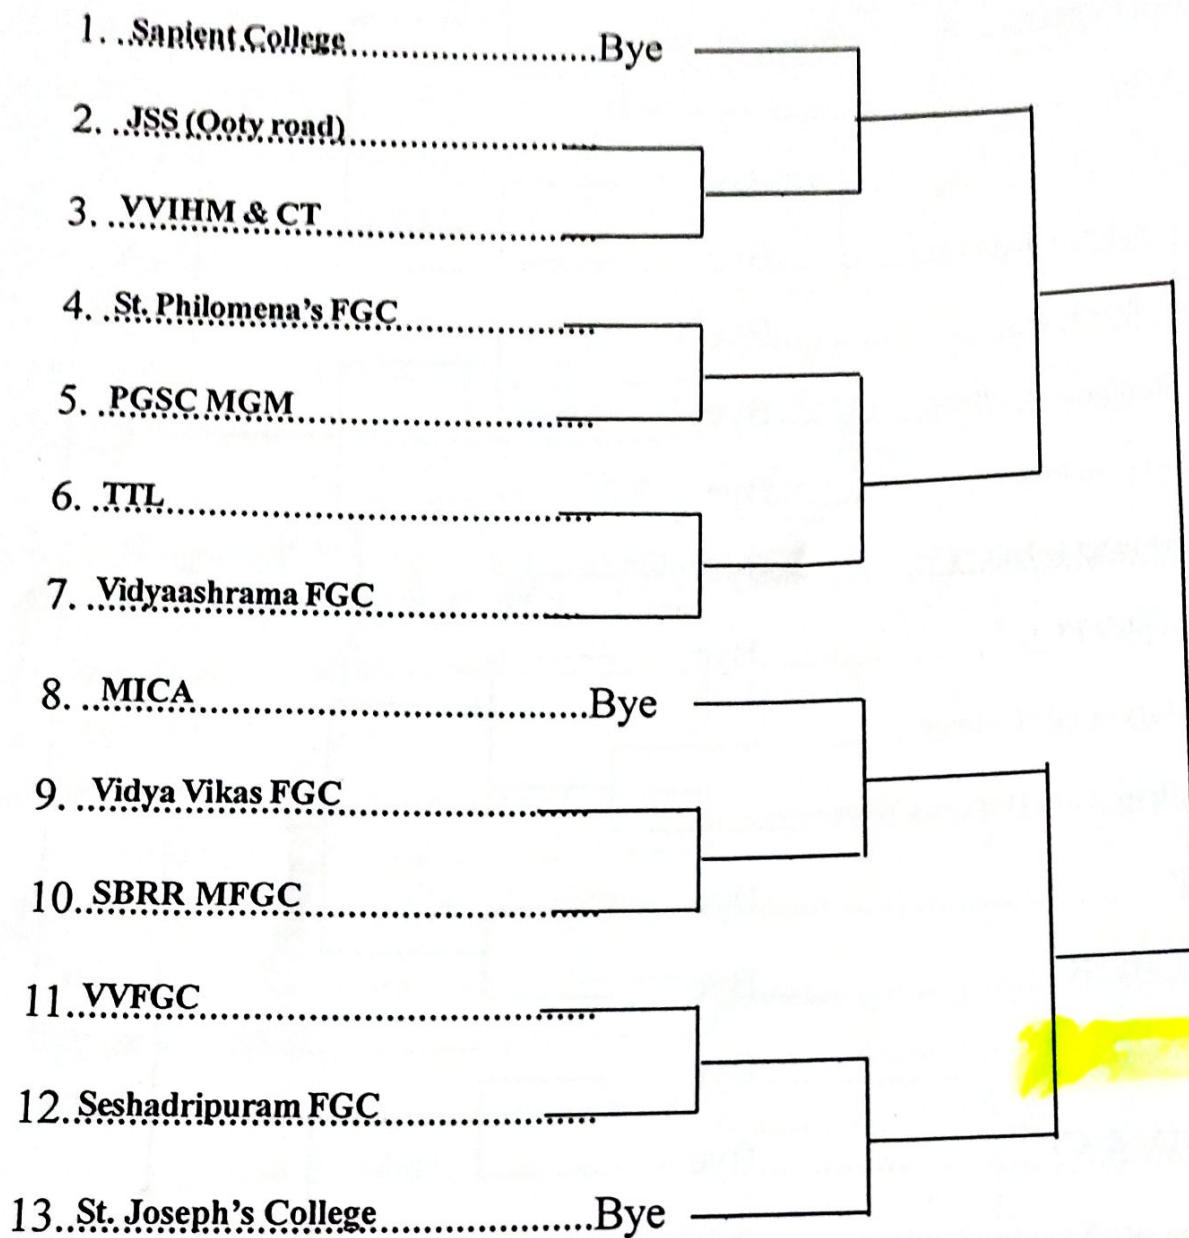 1. Sapient College Bye
2. JSS (Ooty road)
3. VVIHM & CT
4. St. Philomena's FGC
5. PGSC MGM
6. TTL
7. Vidyaashrama FGC
8. MICA Bye
9. Vidya Vikas FGC
10. SBRR MFGC
11. VVFGC
12. Seshadripuram FGC
13. St. Joseph's College Bye